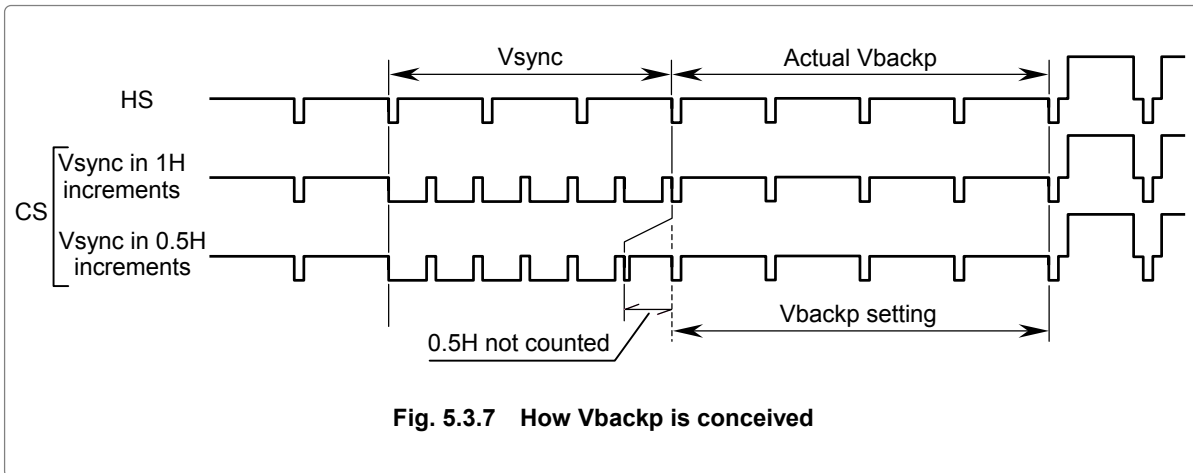 Vsync
Actual Vbackp
HS
CS
Vsync in 1H
increments
Vsync in 0.5H
increments
0.5H not counted
Vbackp setting
Fig. 5.3.7 How Vbackp is conceived